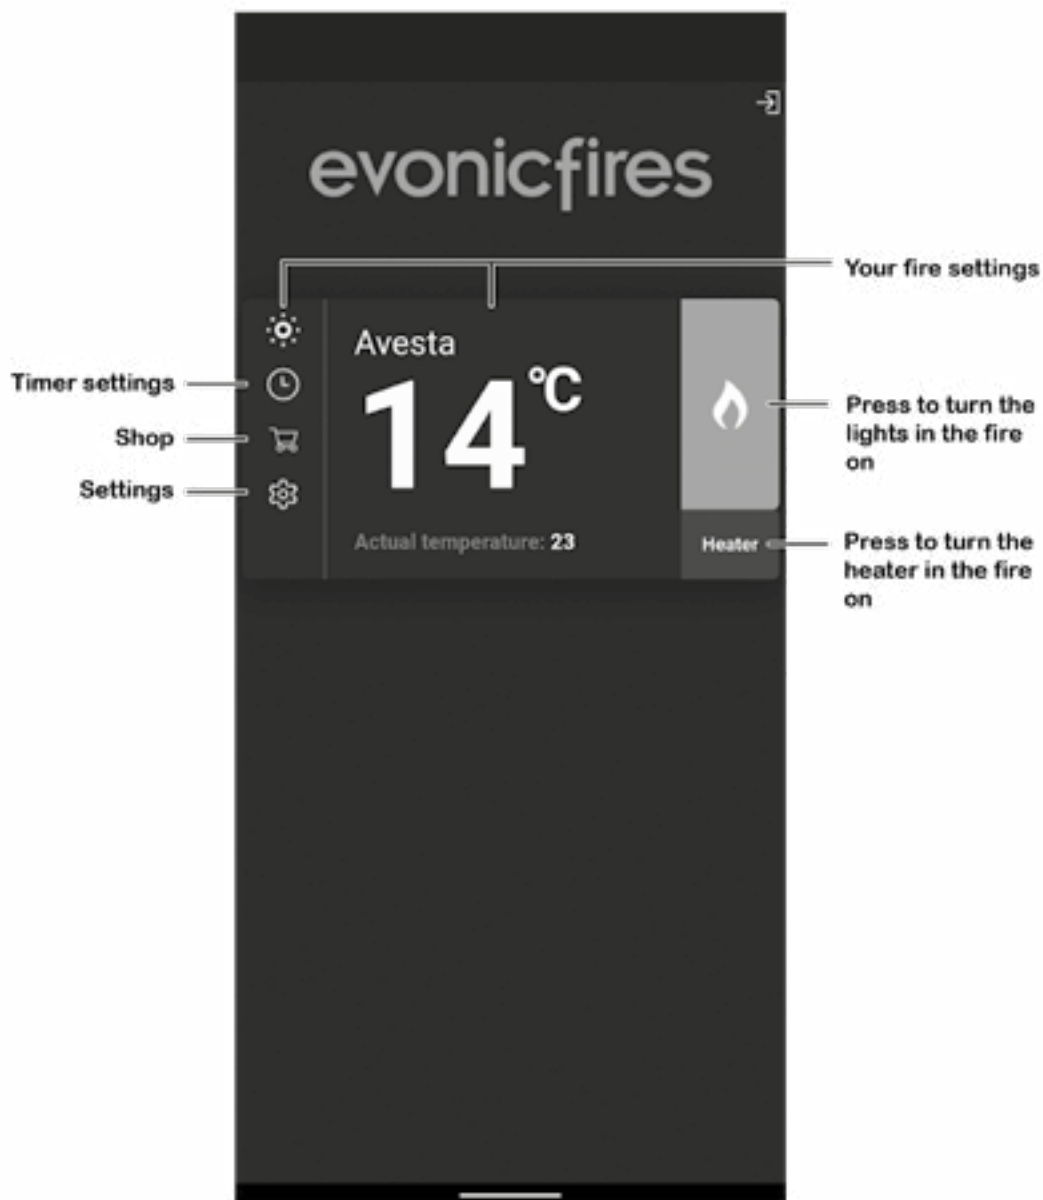 evonicfires
Your fire settings
Avesta
14°C
Actual temperature: 23
Heater
Timer settings
Shop
Settings
Press to turn the
lights in the fire
on
Press to turn the
heater in the fire
on